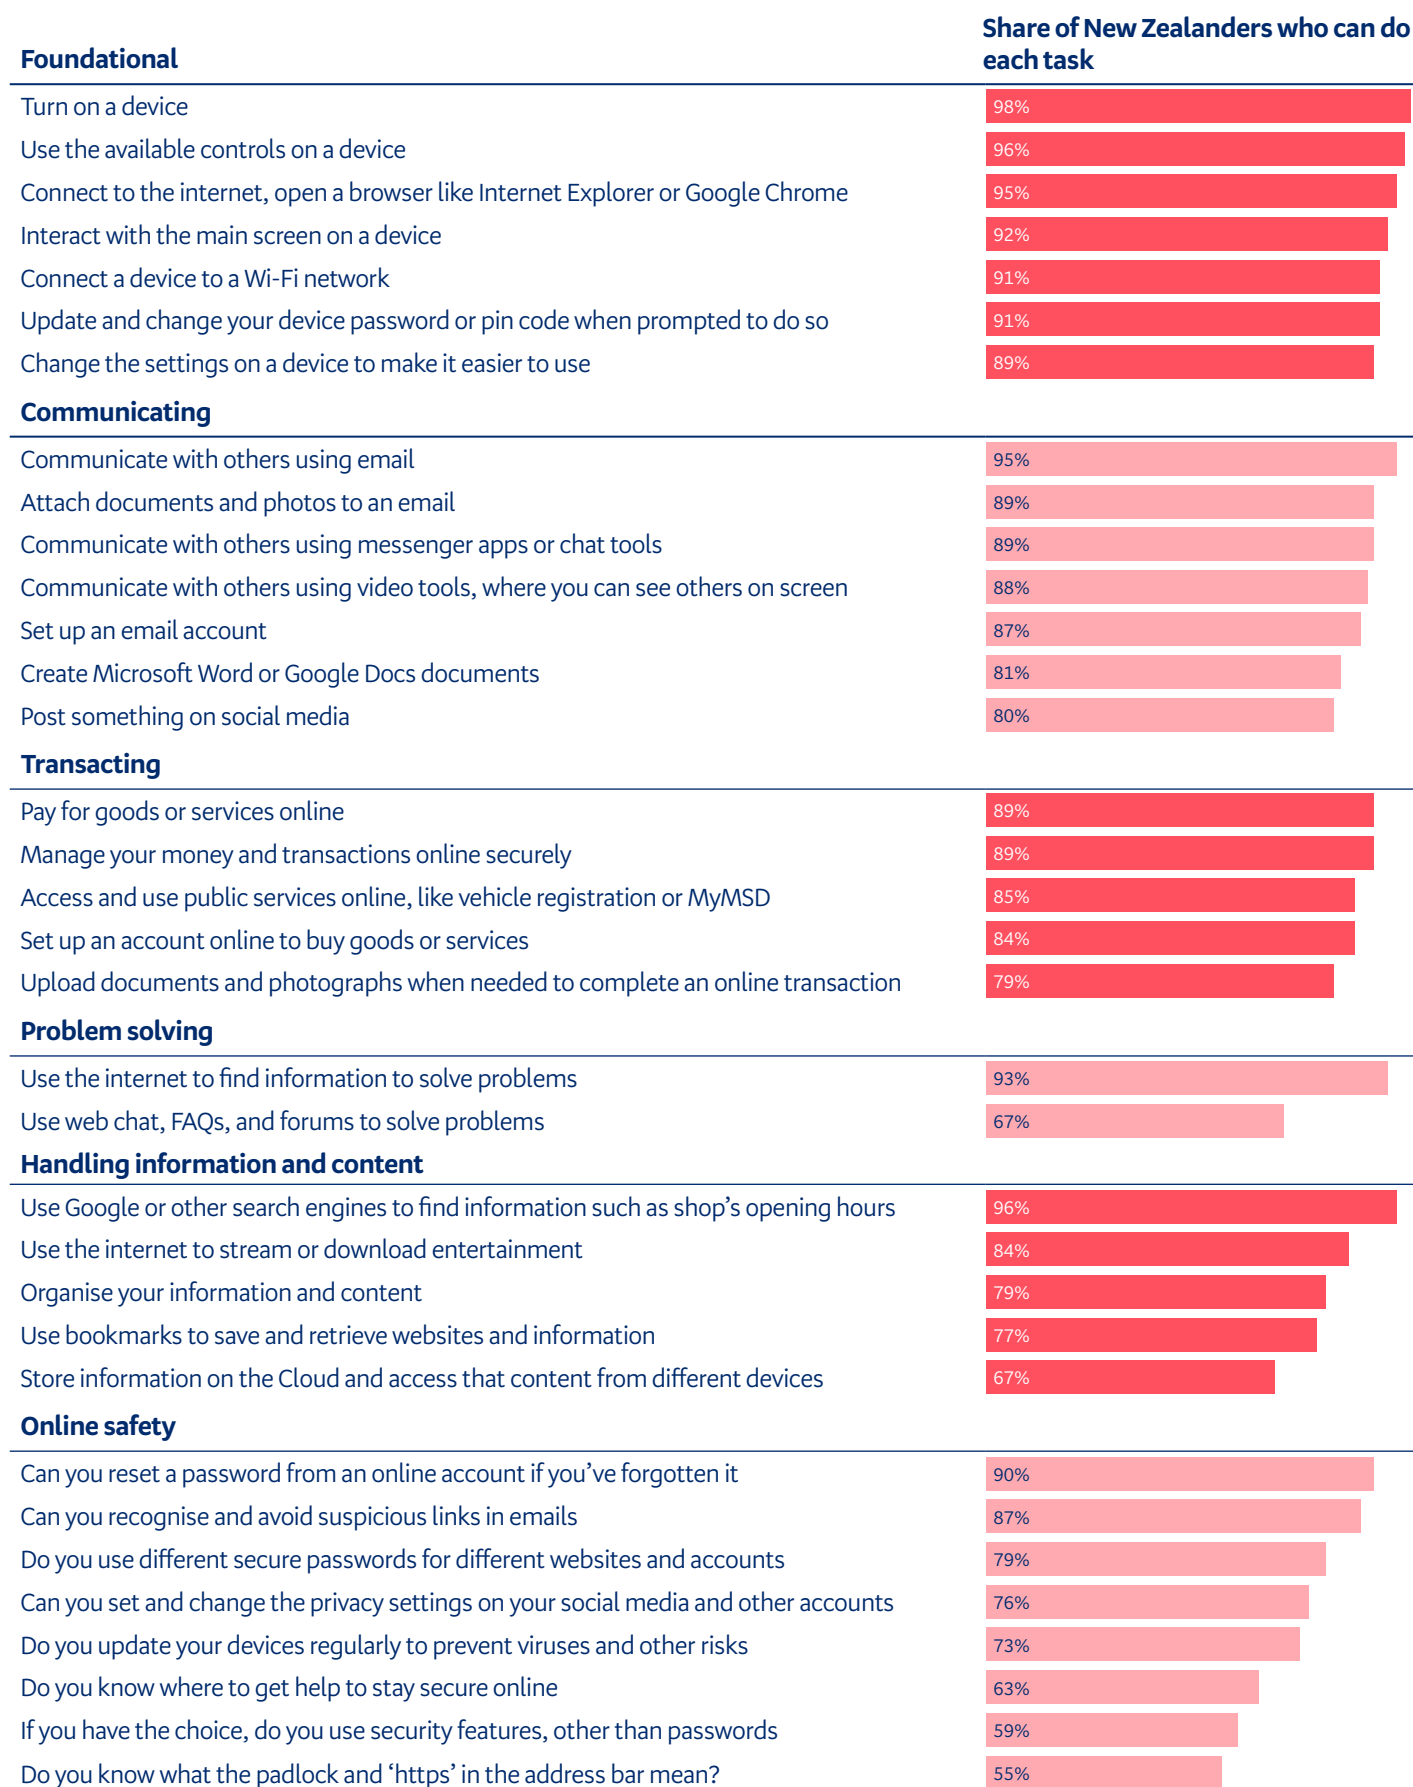 Share of New Zealanders who can do
Foundational each task
Turn on a device 98%
Use the available controls on a device 96%
Connect to the internet, open a browser like Internet Explorer or Google Chrome 95%
Interact with the main screen on a device 92%
Connect a device to a Wi-Fi network 91%
Update and change your device password or pin code when prompted to do so 91%
Change the settings on a device to make it easier to use 89%
Communicating
Communicate with others using email 95%
Attach documents and photos to an email 89%
Communicate with others using messenger apps or chat tools 89%
Communicate with others using video tools, where you can see others on screen 88%
Set up an email account 87%
Create Microsoft Word or Google Docs documents 81%
Post something on social media 80%
Transacting
Pay for goods or services online 89%
Manage your money and transactions online securely 89%
Access and use public services online, like vehicle registration or MyMSD 85%
Set up an account online to buy goods or services 84%
Upload documents and photographs when needed to complete an online transaction 79%
Problem solving
Use the internet to find information to solve problems 93%
Use web chat, FAQs, and forums to solve problems 67%
Handling information and content
Use Google or other search engines to find information such as shop’s opening hours 96%
Use the internet to stream or download entertainment 84%
Organise your information and content 79%
Use bookmarks to save and retrieve websites and information 77%
Store information on the Cloud and access that content from different devices 67%
Online safety
Can you reset a password from an online account if you’ve forgotten it 90%
Can you recognise and avoid suspicious links in emails 87%
Do you use different secure passwords for different websites and accounts 79%
Can you set and change the privacy settings on your social media and other accounts 76%
Do you update your devices regularly to prevent viruses and other risks 73%
Do you know where to get help to stay secure online 63%
If you have the choice, do you use security features, other than passwords 59%
Do you know what the padlock and ‘https’ in the address bar mean? 55%